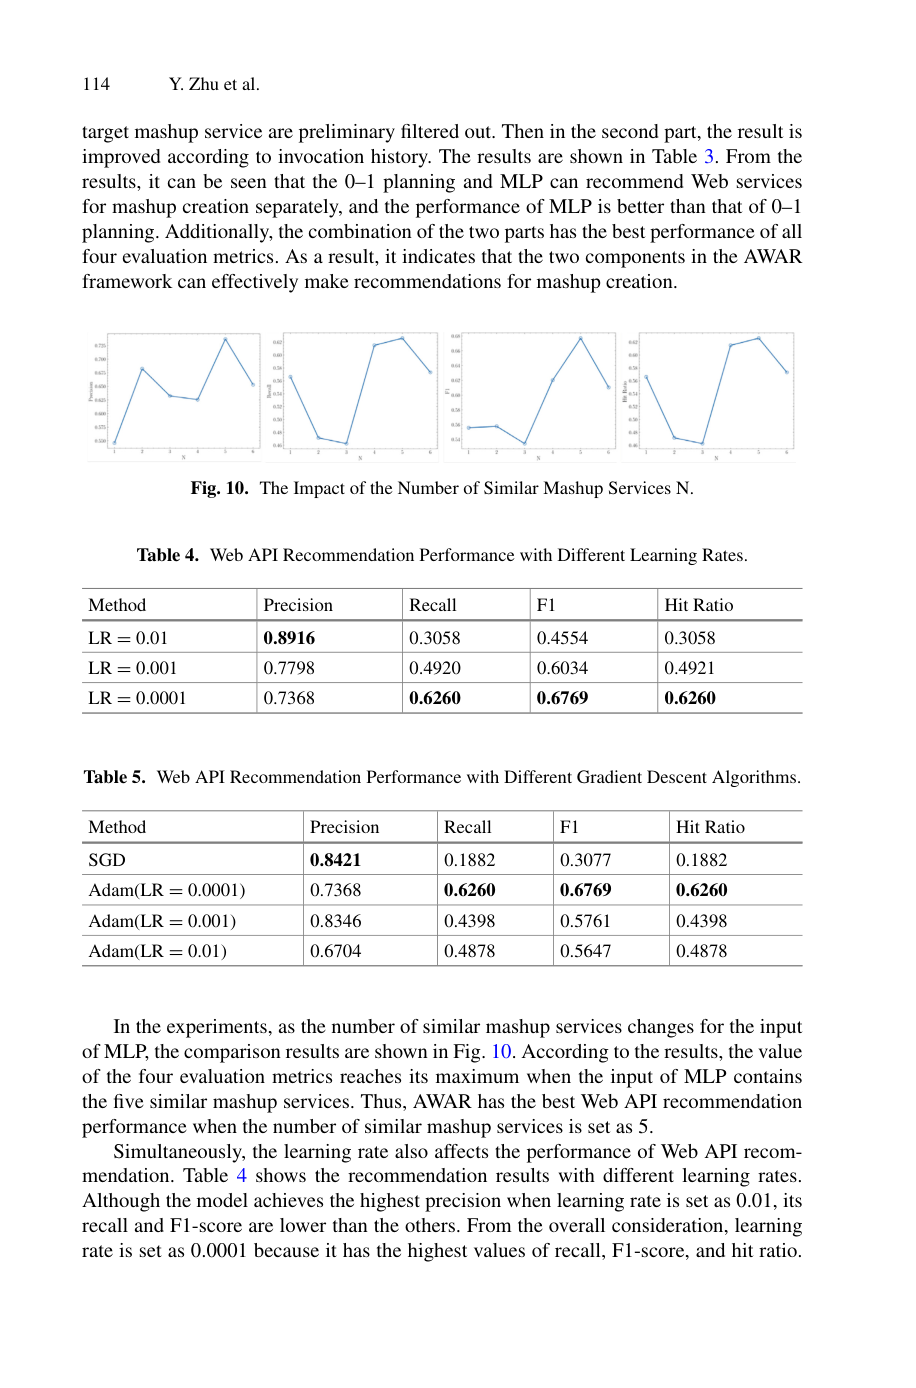 114 Y. Zhu et al.
target mashup service are preliminary filtered out. Then in the second part, the result is
improved according to invocation history. The results are shown in Table 3. From the
results, it can be seen that the 0–1 planning and MLP can recommend Web services
for mashup creation separately, and the performance of MLP is better than that of 0–1
planning. Additionally, the combination of the two parts has the best performance of all
four evaluation metrics. As a result, it indicates that the two components in the AWAR
framework can effectively make recommendations for mashup creation.
Fig. 10. The Impact of the Number of Similar Mashup Services N.
Table 4. Web API Recommendation Performance with Different Learning Rates.
Method Precision Recall F1 Hit Ratio
LR = 0.01 0.8916 0.3058 0.4554 0.3058
LR = 0.001 0.7798 0.4920 0.6034 0.4921
LR = 0.0001 0.7368 0.6260 0.6769 0.6260
Table 5. Web API Recommendation Performance with Different Gradient Descent Algorithms.
Method Precision Recall F1 Hit Ratio
SGD 0.8421 0.1882 0.3077 0.1882
Adam(LR = 0.0001) 0.7368 0.6260 0.6769 0.6260
Adam(LR = 0.001) 0.8346 0.4398 0.5761 0.4398
Adam(LR = 0.01) 0.6704 0.4878 0.5647 0.4878
In the experiments, as the number of similar mashup services changes for the input
of MLP, the comparison results are shown in Fig. 10. According to the results, the value
of the four evaluation metrics reaches its maximum when the input of MLP contains
the five similar mashup services. Thus, AWAR has the best Web API recommendation
performance when the number of similar mashup services is set as 5.
Simultaneously, the learning rate also affects the performance of Web API recom-
mendation. Table 4 shows the recommendation results with different learning rates.
Although the model achieves the highest precision when learning rate is set as 0.01, its
recall and F1-score are lower than the others. From the overall consideration, learning
rate is set as 0.0001 because it has the highest values of recall, F1-score, and hit ratio.